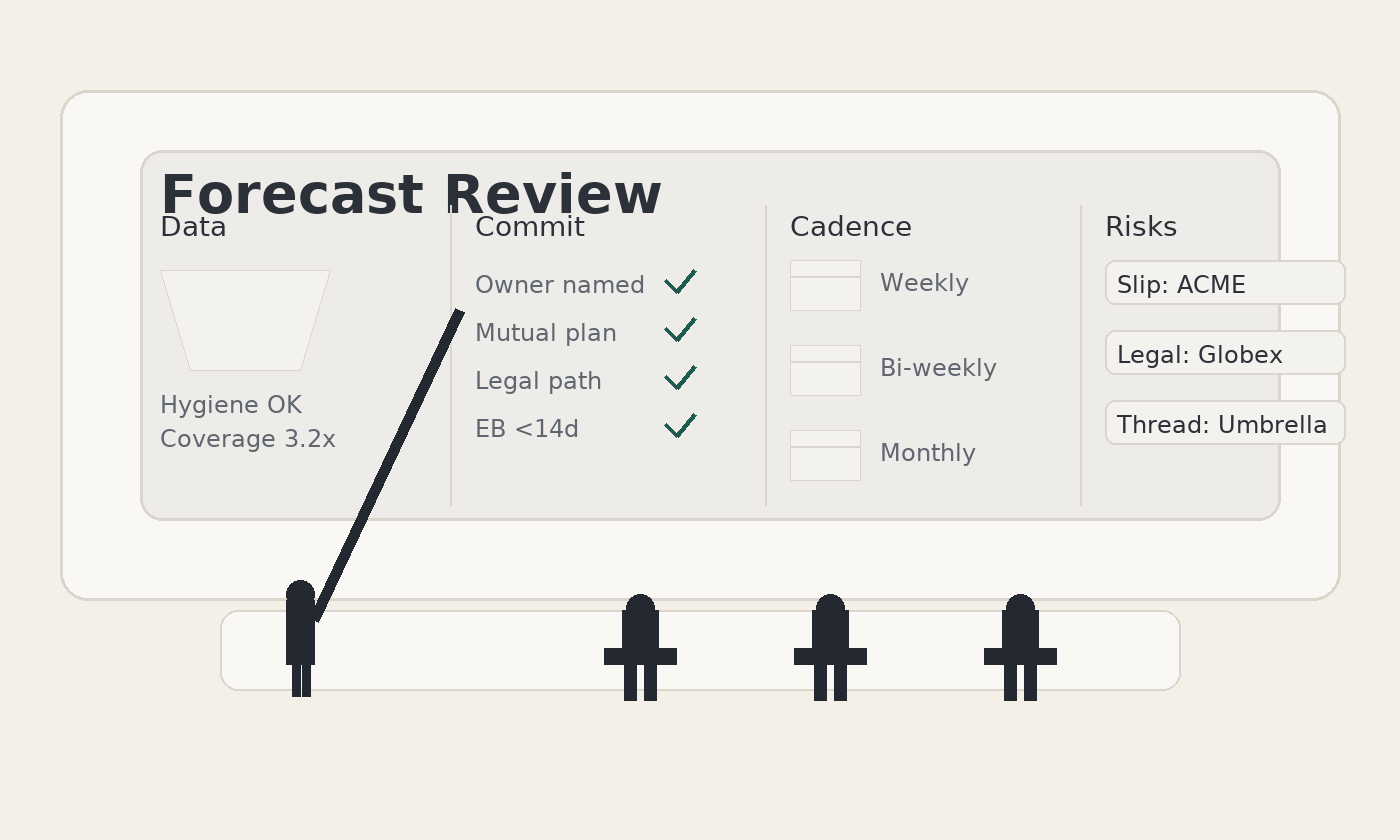 Forecast Review
Data
Hygiene OK
Coverage 3.2x
Commit
Owner named
Mutual plan
Legal path
EB <14d
Cadence
Weekly
Bi-weekly
Monthly
Risks
Slip: ACME
Legal: Globex
Thread: Umbrella